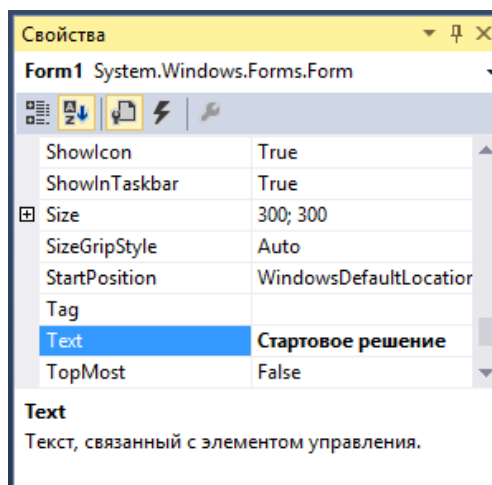 Свойства
Form1 System.Windows.Forms.Form
ShowIcon True
ShowInTaskbar True
Size 300; 300
SizeGripStyle Auto
StartPosition WindowsDefaultLocation
Tag
Text Стартовое решение
TopMost False
Text
Текст, связанный с элементом управления.